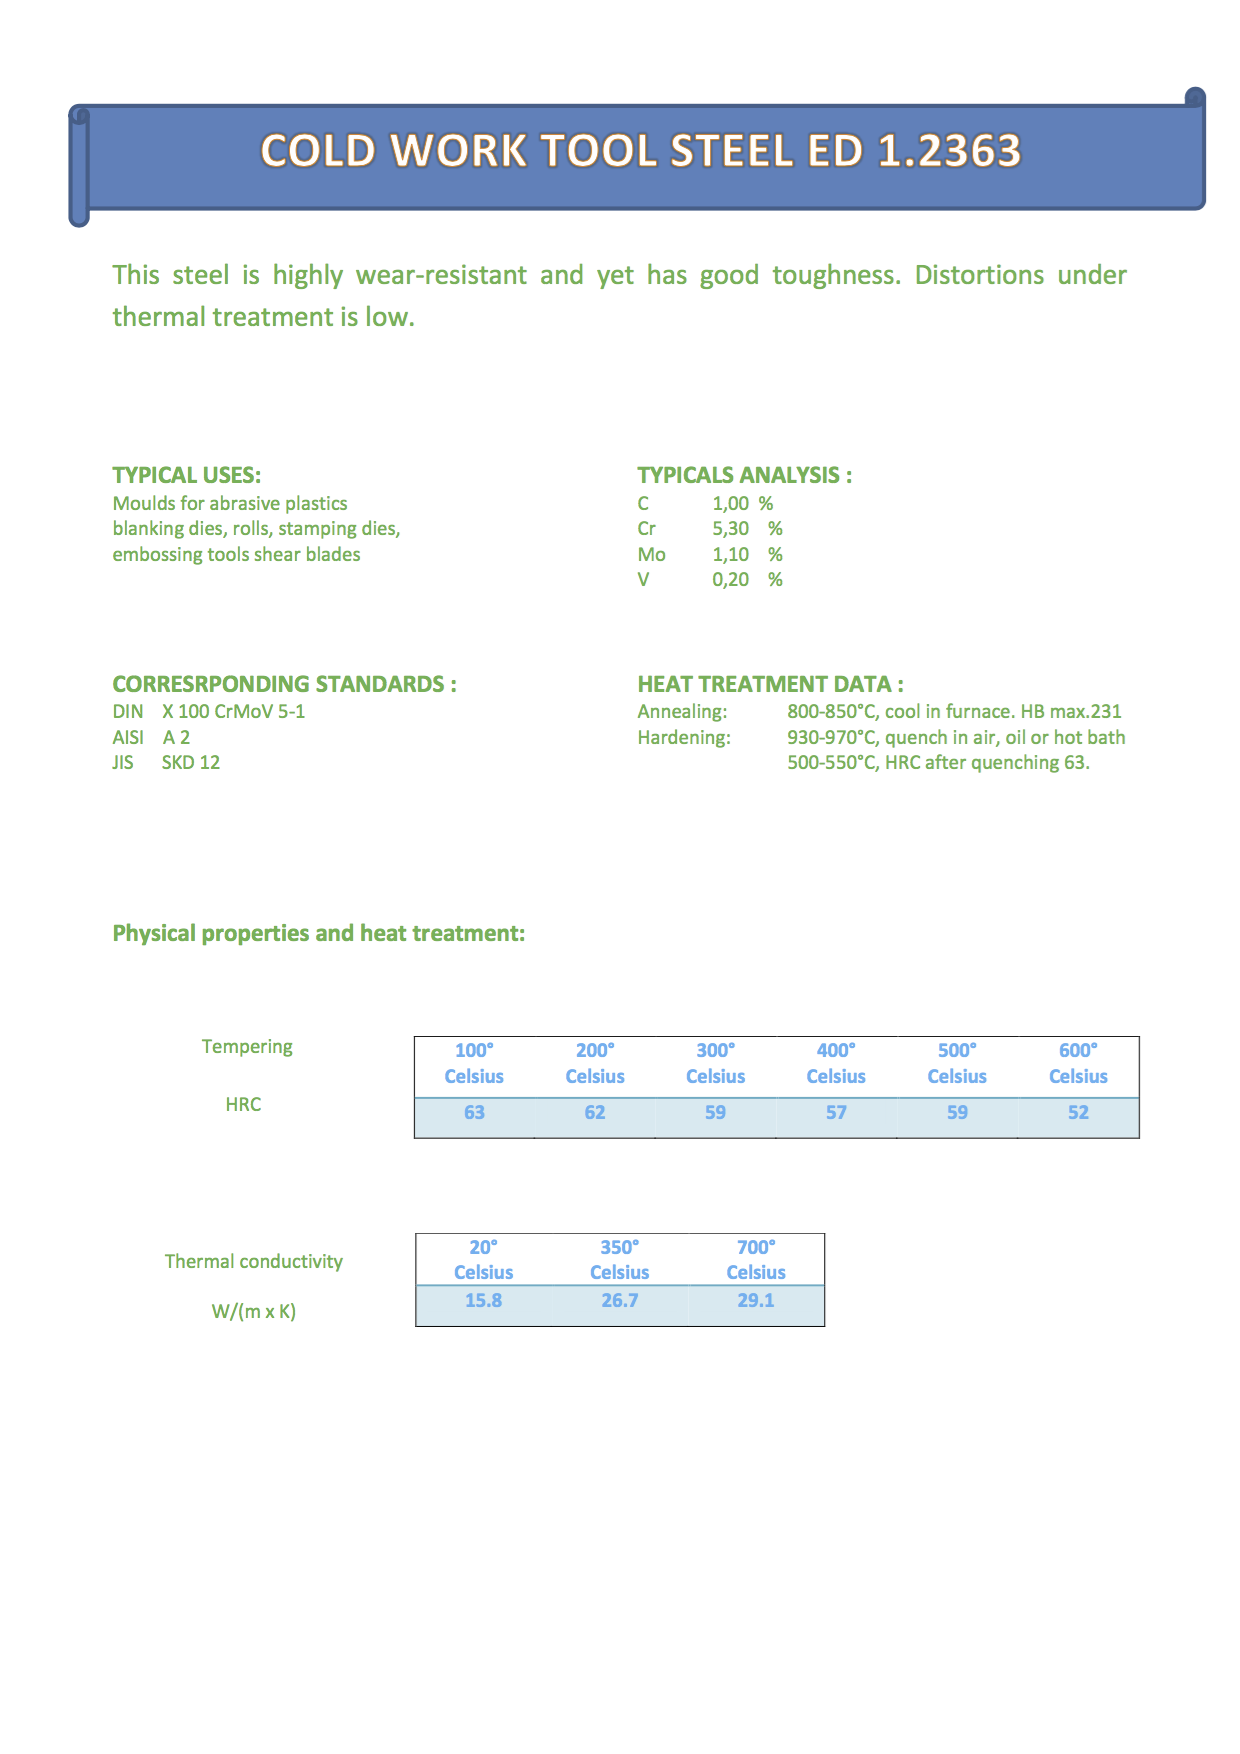 COLD WORK TOOL STEEL ED 1.2363
This steel is highly wear-resistant and yet has good toughness. Distortions under
thermal treatment is low.
TYPICAL USES:
Moulds for abrasive plastics
blanking dies, rolls, stamping dies,
embossing tools shear blades
TYPICALS ANALYSIS :
C 1,00 %
Cr 5,30 %
Mo 1,10 %
V 0,20 %
CORRESRPONDING STANDARDS :
DIN X 100 CrMoV 5-1
AISI A 2
JIS SKD 12
HEAT TREATMENT DATA :
Annealing: 800-850°C, cool in furnace. HB max.231
Hardening: 930-970°C, quench in air, oil or hot bath
500-550°C, HRC after quenching 63.
Physical properties and heat treatment:
Tempering 100° 200° 300° 400° 500° 600°
Celsius Celsius Celsius Celsius Celsius Celsius
HRC 63 62 59 57 59 52
Thermal conductivity 20° 350° 700°
Celsius Celsius Celsius
W/(m x K) 15.8 26.7 29.1